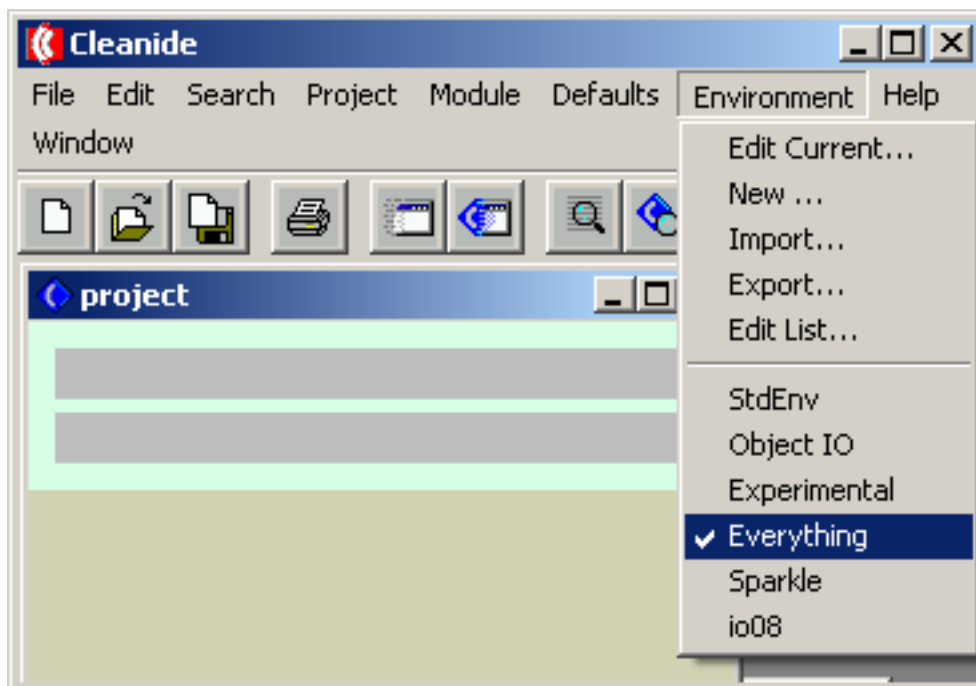 Cleanide
File Edit Search Project Module Defaults Environment Help
Window
Edit Current...
New ...
Import...
Export...
Edit List...
project
StdEnv
Object IO
Experimental
Everything
Sparkle
io08